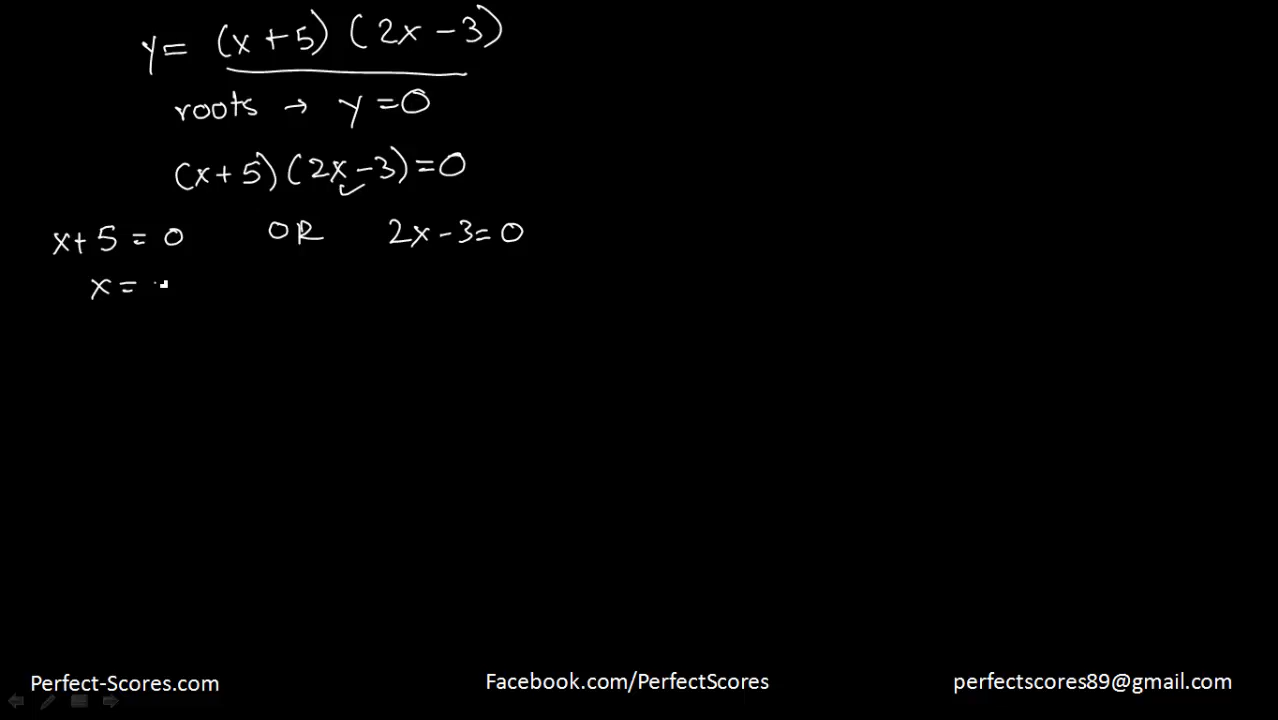 y = (x + 5) (2x - 3)
roots → y = 0
(x + 5) (2x - 3) = 0
x + 5 = 0 OR 2x - 3 = 0
x =
Perfect-Scores.com Facebook.com/PerfectScores perfectscores89@gmail.com